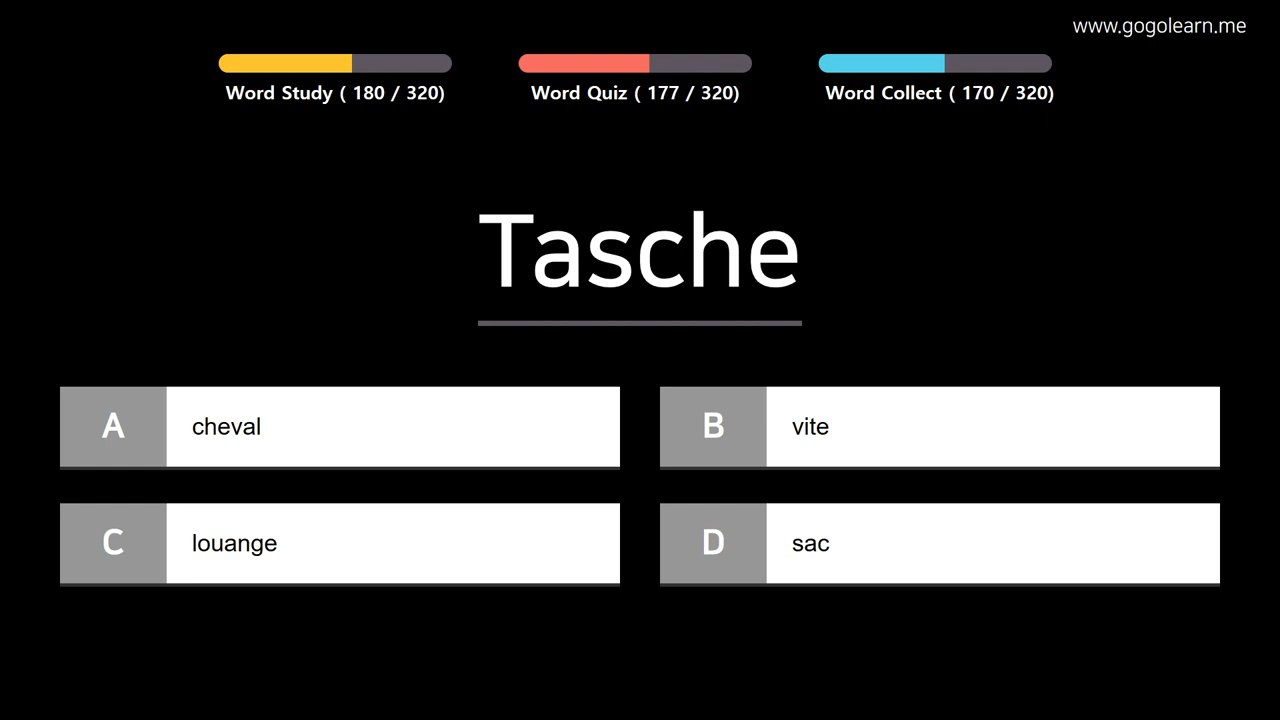 www.gogolearn.me
Word Study ( 180 / 320)
Word Quiz ( 177 / 320)
Word Collect ( 170 / 320)
Tasche
A cheval
B vite
C louange
D sac